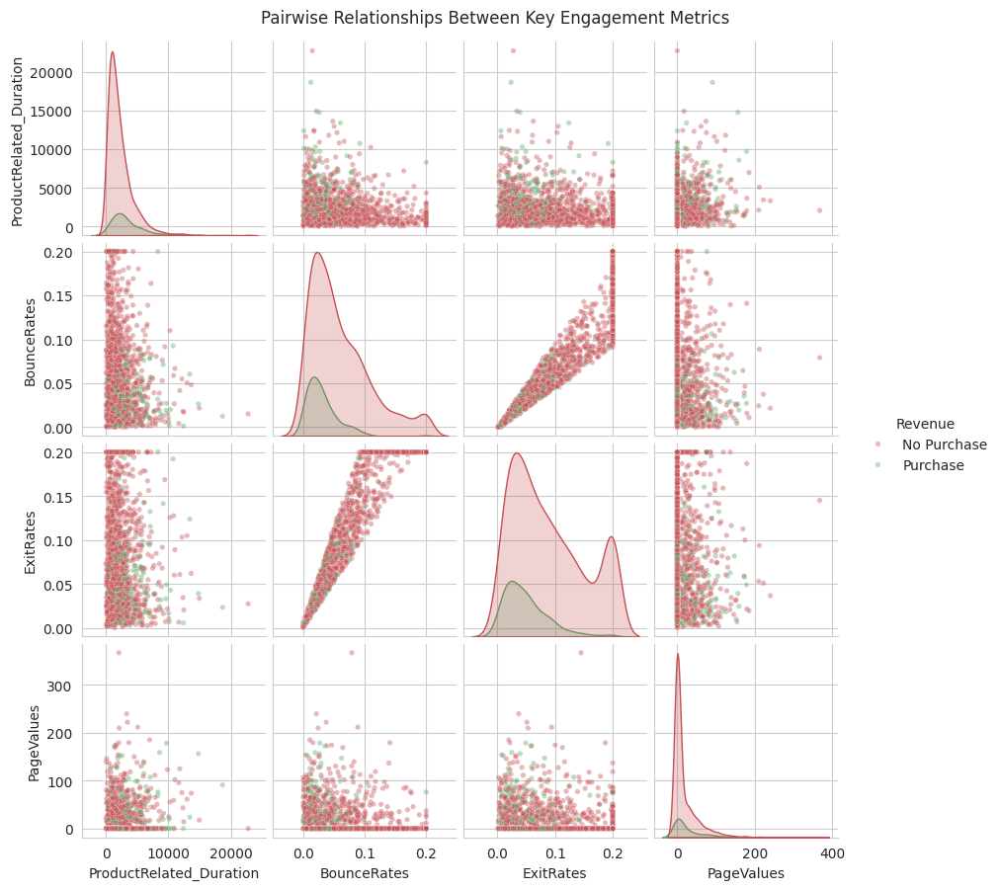 Pairwise Relationships Between Key Engagement Metrics
ProductRelated_Duration
20000
15000
10000
5000
0
BounceRates
0.20
0.15
0.10
0.05
0.00
Revenue
No Purchase
Purchase
ExitRates
0.20
0.15
0.10
0.05
0.00
PageValues
300
200
100
0
0
10000
20000
0.0
0.1
0.2
0.0
0.1
0.2
0
200
400
ProductRelated_Duration
BounceRates
ExitRates
PageValues